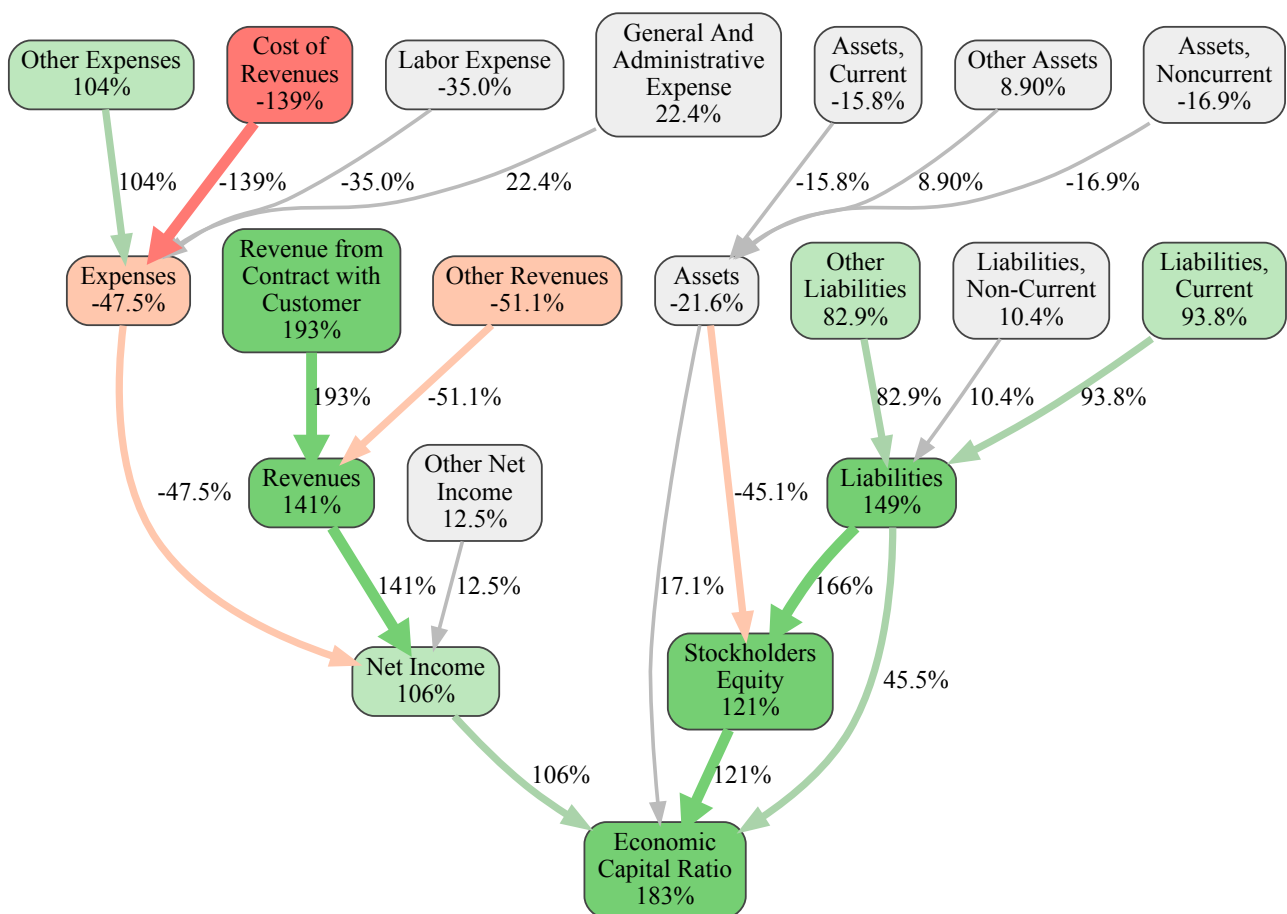 Other Expenses
104%
Cost of
Revenues
-139%
Labor Expense
-35.0%
General And
Administrative
Expense
22.4%
Assets,
Current
-15.8%
Other Assets
8.90%
Assets,
Noncurrent
-16.9%
104%
-139%
-35.0%
22.4%
-15.8%
8.90%
-16.9%
Expenses
-47.5%
Revenue from
Contract with
Customer
193%
Other Revenues
-51.1%
Assets
-21.6%
Other
Liabilities
82.9%
Liabilities,
Non-Current
10.4%
Liabilities,
Current
93.8%
193%
-51.1%
82.9%
10.4%
93.8%
-47.5%
Revenues
141%
Other Net
Income
12.5%
-45.1%
Liabilities
149%
141%
12.5%
17.1%
166%
Net Income
106%
Stockholders
Equity
121%
45.5%
106%
121%
Economic
Capital Ratio
183%